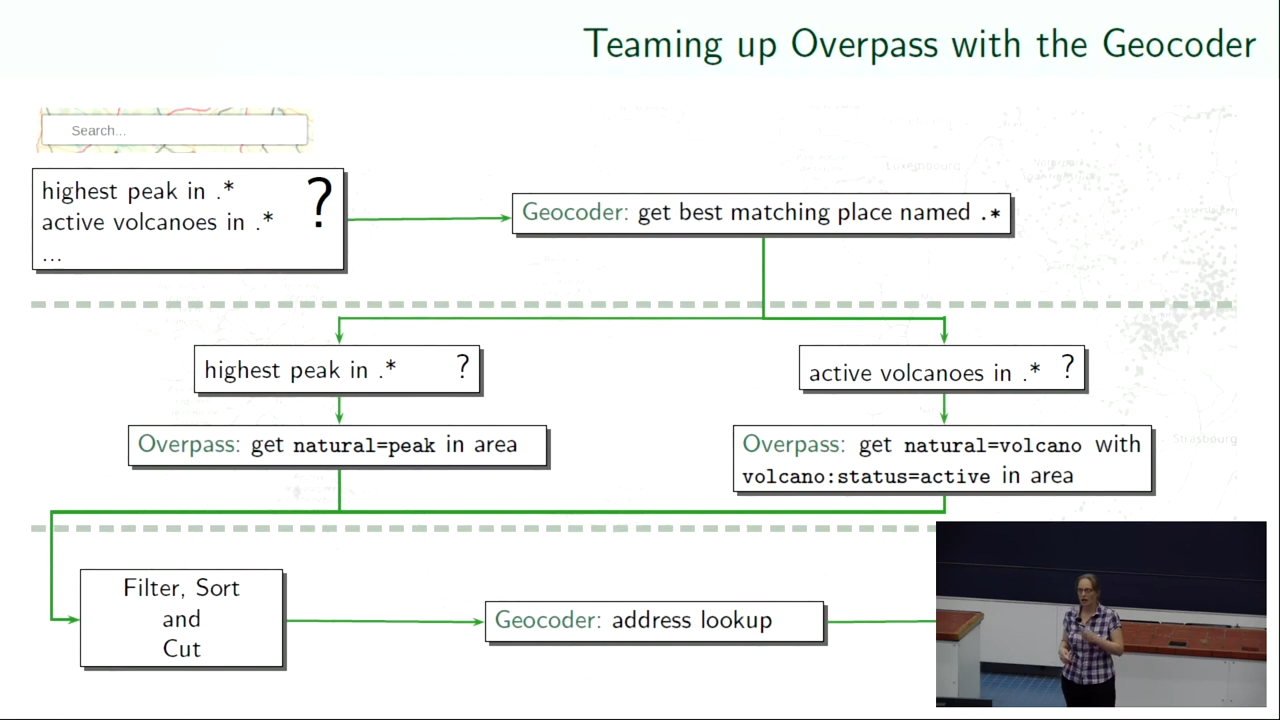 Teaming up Overpass with the Geocoder
Search...
highest peak in .*
active volcanoes in .*
...
?
Geocoder: get best matching place named .*
Luxembourg
highest peak in .* ?
active volcanoes in .* ?
Overpass: get natural=peak in area
Overpass: get natural=volcano with
volcano:status=active in area
Strasbourg
Filter, Sort
and
Cut
Geocoder: address lookup